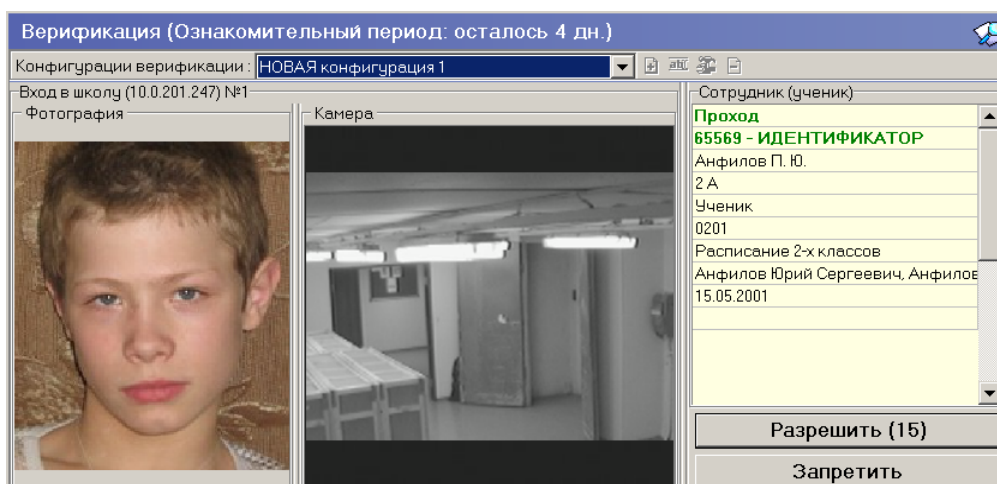 Верификация (Ознакомительный период: осталось 4 дн.)
Конфигурации верификации : НОВАЯ конфигурация 1
Вход в школу (10.0.201.247) №1
Фотография
Камера
Сотрудник (ученик)
Проход
65569 - ИДЕНТИФИКАТОР
Анфилов П. Ю.
2 А
Ученик
0201
Расписание 2-х классов
Анфилов Юрий Сергеевич, Анфилов
15.05.2001
Разрешить (15)
Запретить